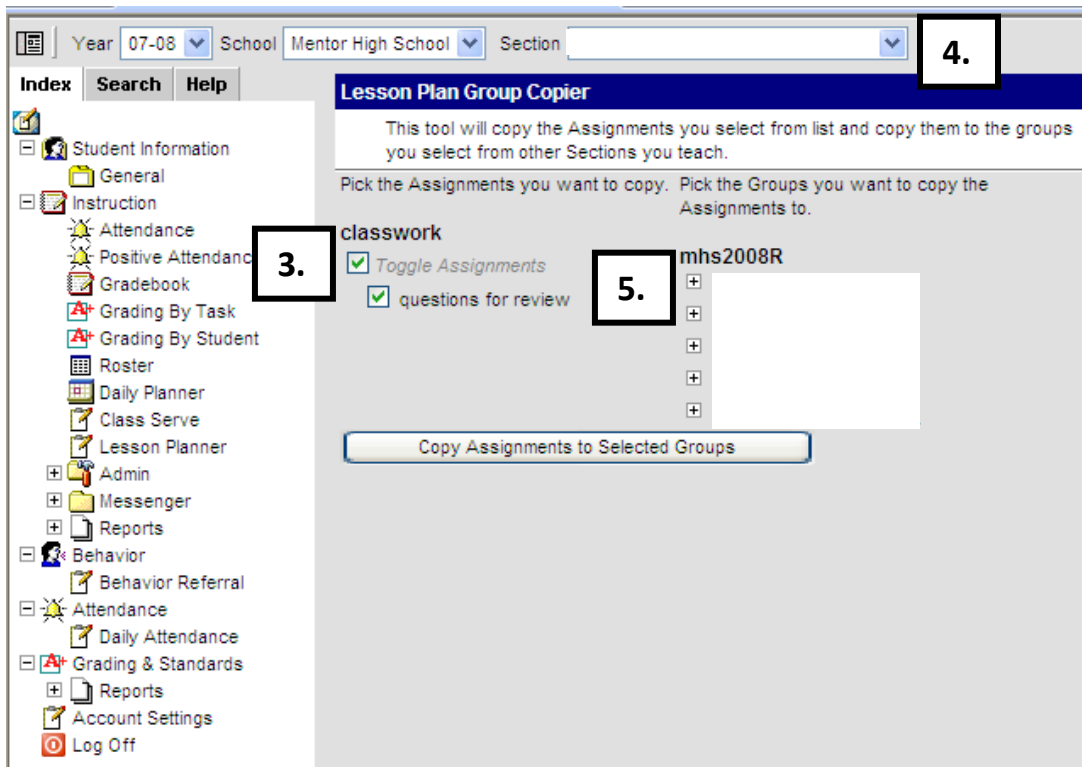 Year 07-08 School Mentor High School Section
4.
Index Search Help
Student Information
General
Instruction
Attendance
Positive Attendanc
Gradebook
Grading By Task
Grading By Student
Roster
Daily Planner
Class Serve
Lesson Planner
Admin
Messenger
Reports
Behavior
Behavior Referral
Attendance
Daily Attendance
Grading & Standards
Reports
Account Settings
Log Off
Lesson Plan Group Copier
This tool will copy the Assignments you select from list and copy them to the groups
you select from other Sections you teach.
Pick the Assignments you want to copy.
classwork
3.
Toggle Assignments
questions for review
Pick the Groups you want to copy the
Assignments to.
mhs2008R
5.
Copy Assignments to Selected Groups